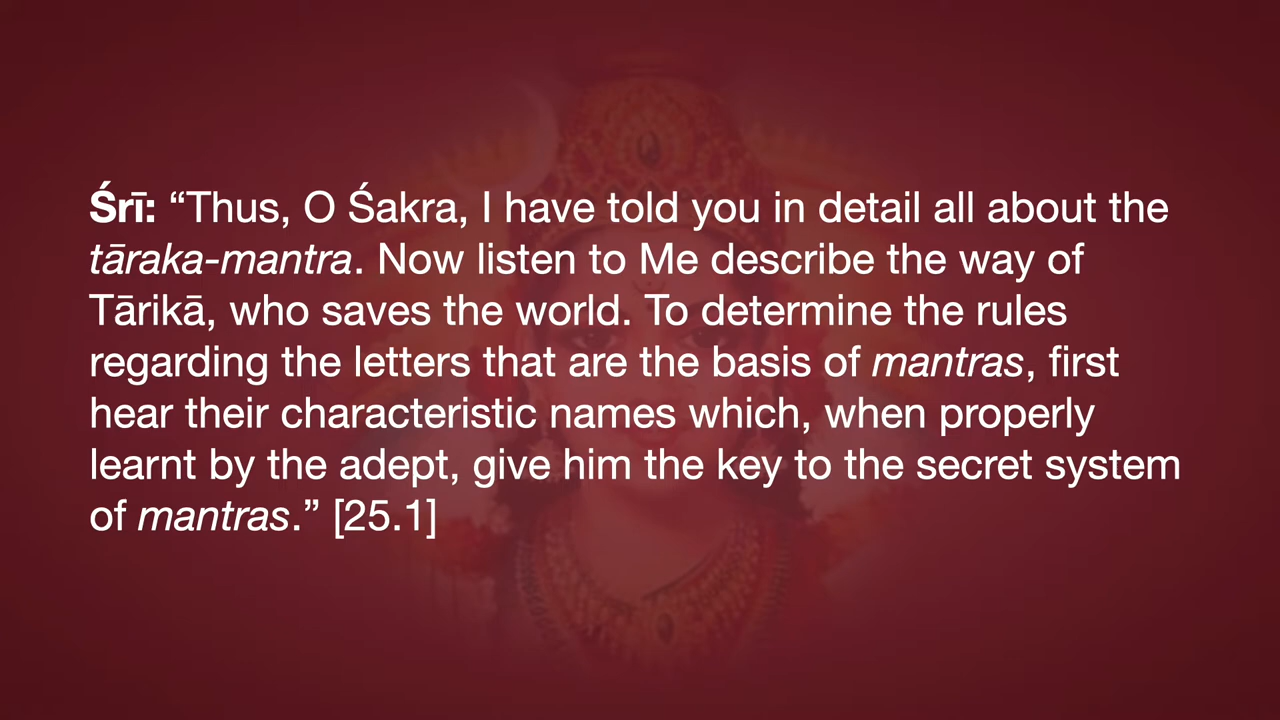 Śrī: “Thus, O Śakra, I have told you in detail all about the
tāraka-mantra. Now listen to Me describe the way of
Tārikā, who saves the world. To determine the rules
regarding the letters that are the basis of mantras, first
hear their characteristic names which, when properly
learnt by the adept, give him the key to the secret system
of mantras.” [25.1]